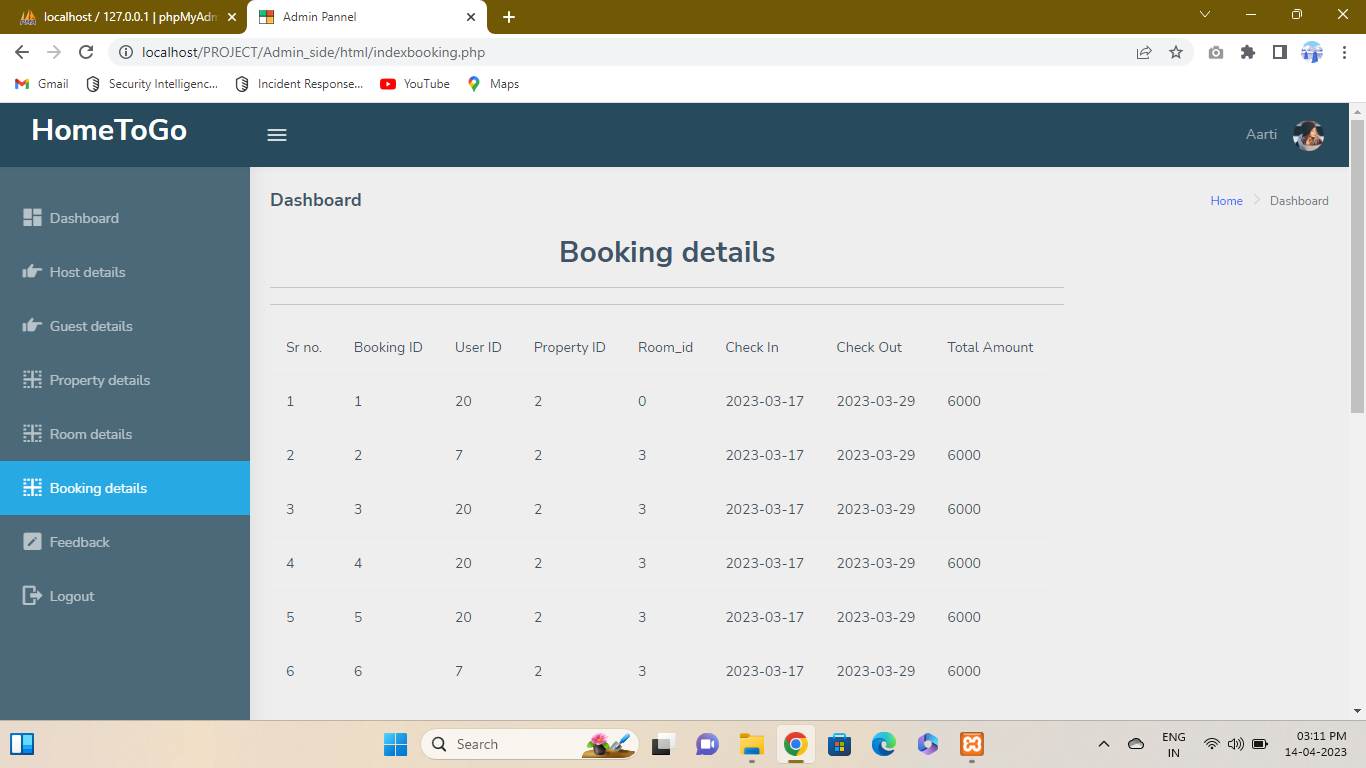 localhost / 127.0.0.1 | phpMyAdm
Admin Pannel
localhost/PROJECT/Admin_side/html/indexbooking.php
Gmail Security Intelligenc... Incident Response... YouTube Maps
HomeToGo
Aarti
Dashboard
Host details
Guest details
Property details
Room details
Booking details
Feedback
Logout
Dashboard
Home Dashboard
Booking details
Sr no. Booking ID User ID Property ID Room_id Check In Check Out Total Amount
1 1 20 2 0 2023-03-17 2023-03-29 6000
2 2 7 2 3 2023-03-17 2023-03-29 6000
3 3 20 2 3 2023-03-17 2023-03-29 6000
4 4 20 2 3 2023-03-17 2023-03-29 6000
5 5 20 2 3 2023-03-17 2023-03-29 6000
6 6 7 2 3 2023-03-17 2023-03-29 6000
Search
ENG
IN
03:11 PM
14-04-2023